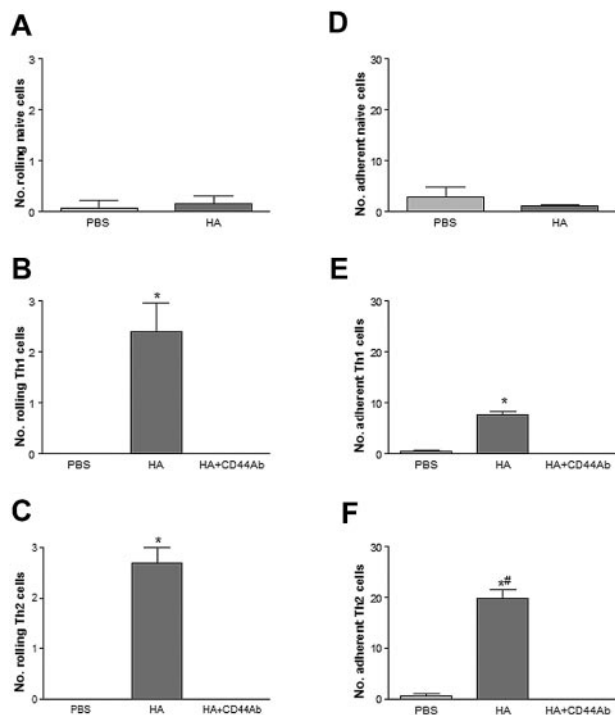 A
No. rolling naive cells
3
2
1
0
PBS HA
D
No. adherent naive cells
30
20
10
0
PBS HA
B
No. rolling Th1 cells
3
2
1
0
*
PBS HA HA+CD44Ab
E
No. adherent Th1 cells
30
20
10
0
*
PBS HA HA+CD44Ab
C
No. rolling Th2 cells
3
2
1
0
*
PBS HA HA+CD44Ab
F
No. adherent Th2 cells
30
20
10
0
*#
PBS HA HA+CD44Ab